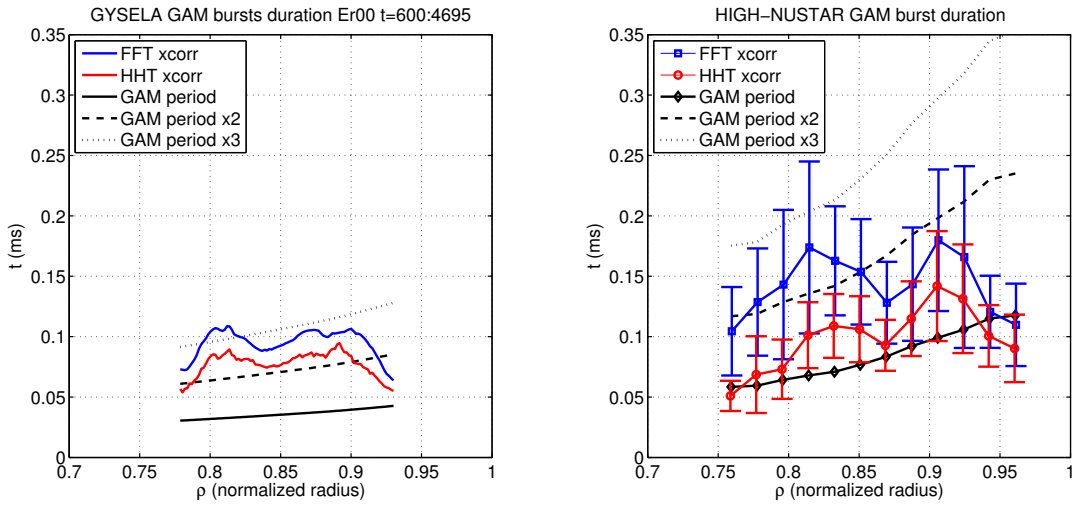 GYSELA GAM bursts duration Er00 t=600:4695
0.35
0.3
0.25
0.2
0.15
0.1
0.05
0
t (ms)
FFT xcorr
HHT xcorr
GAM period
GAM period x2
GAM period x3
0.7
0.75
0.8
0.85
0.9
0.95
1
ρ (normalized radius)
HIGH−NUSTAR GAM burst duration
0.35
0.3
0.25
0.2
0.15
0.1
0.05
0
t (ms)
FFT xcorr
HHT xcorr
GAM period
GAM period x2
GAM period x3
0.7
0.75
0.8
0.85
0.9
0.95
1
ρ (normalized radius)